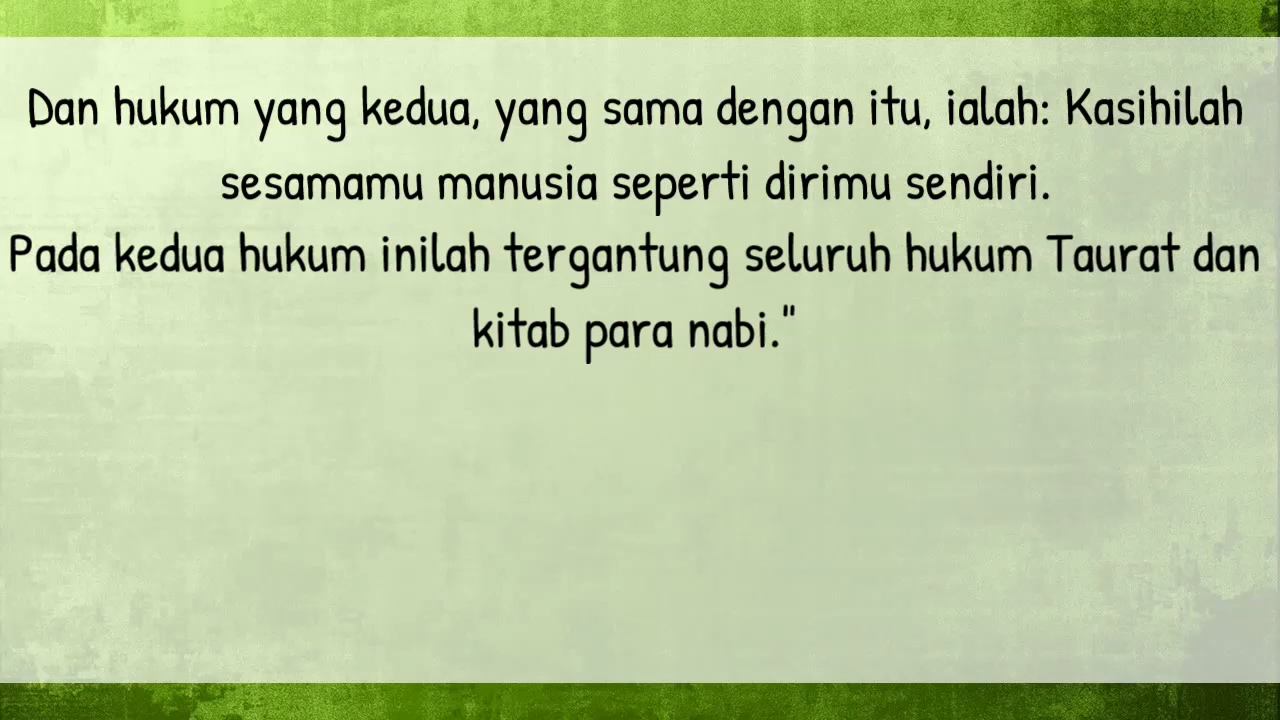 Dan hukum yang kedua, yang sama dengan itu, ialah: Kasihilah
sesamamu manusia seperti dirimu sendiri.
Pada kedua hukum inilah tergantung seluruh hukum Taurat dan
kitab para nabi."